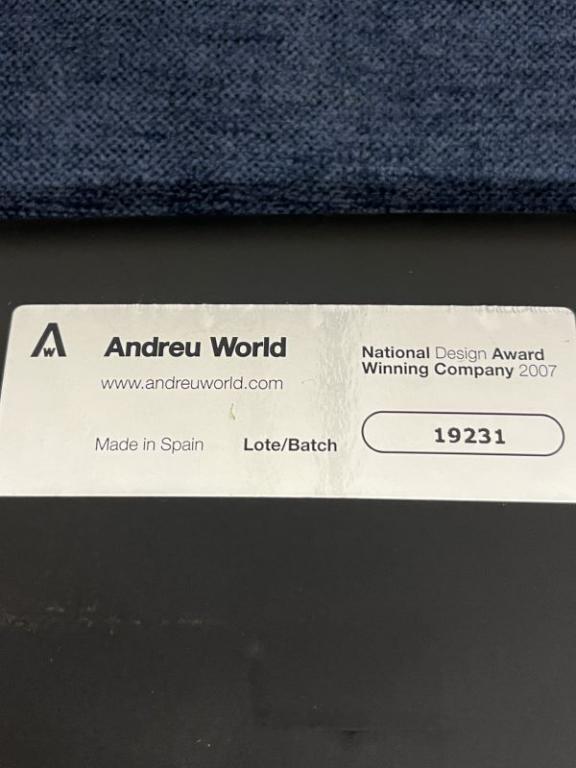 Andreu World
www.andreuworld.com
National Design Award
Winning Company 2007
Made in Spain
Lote/Batch
19231